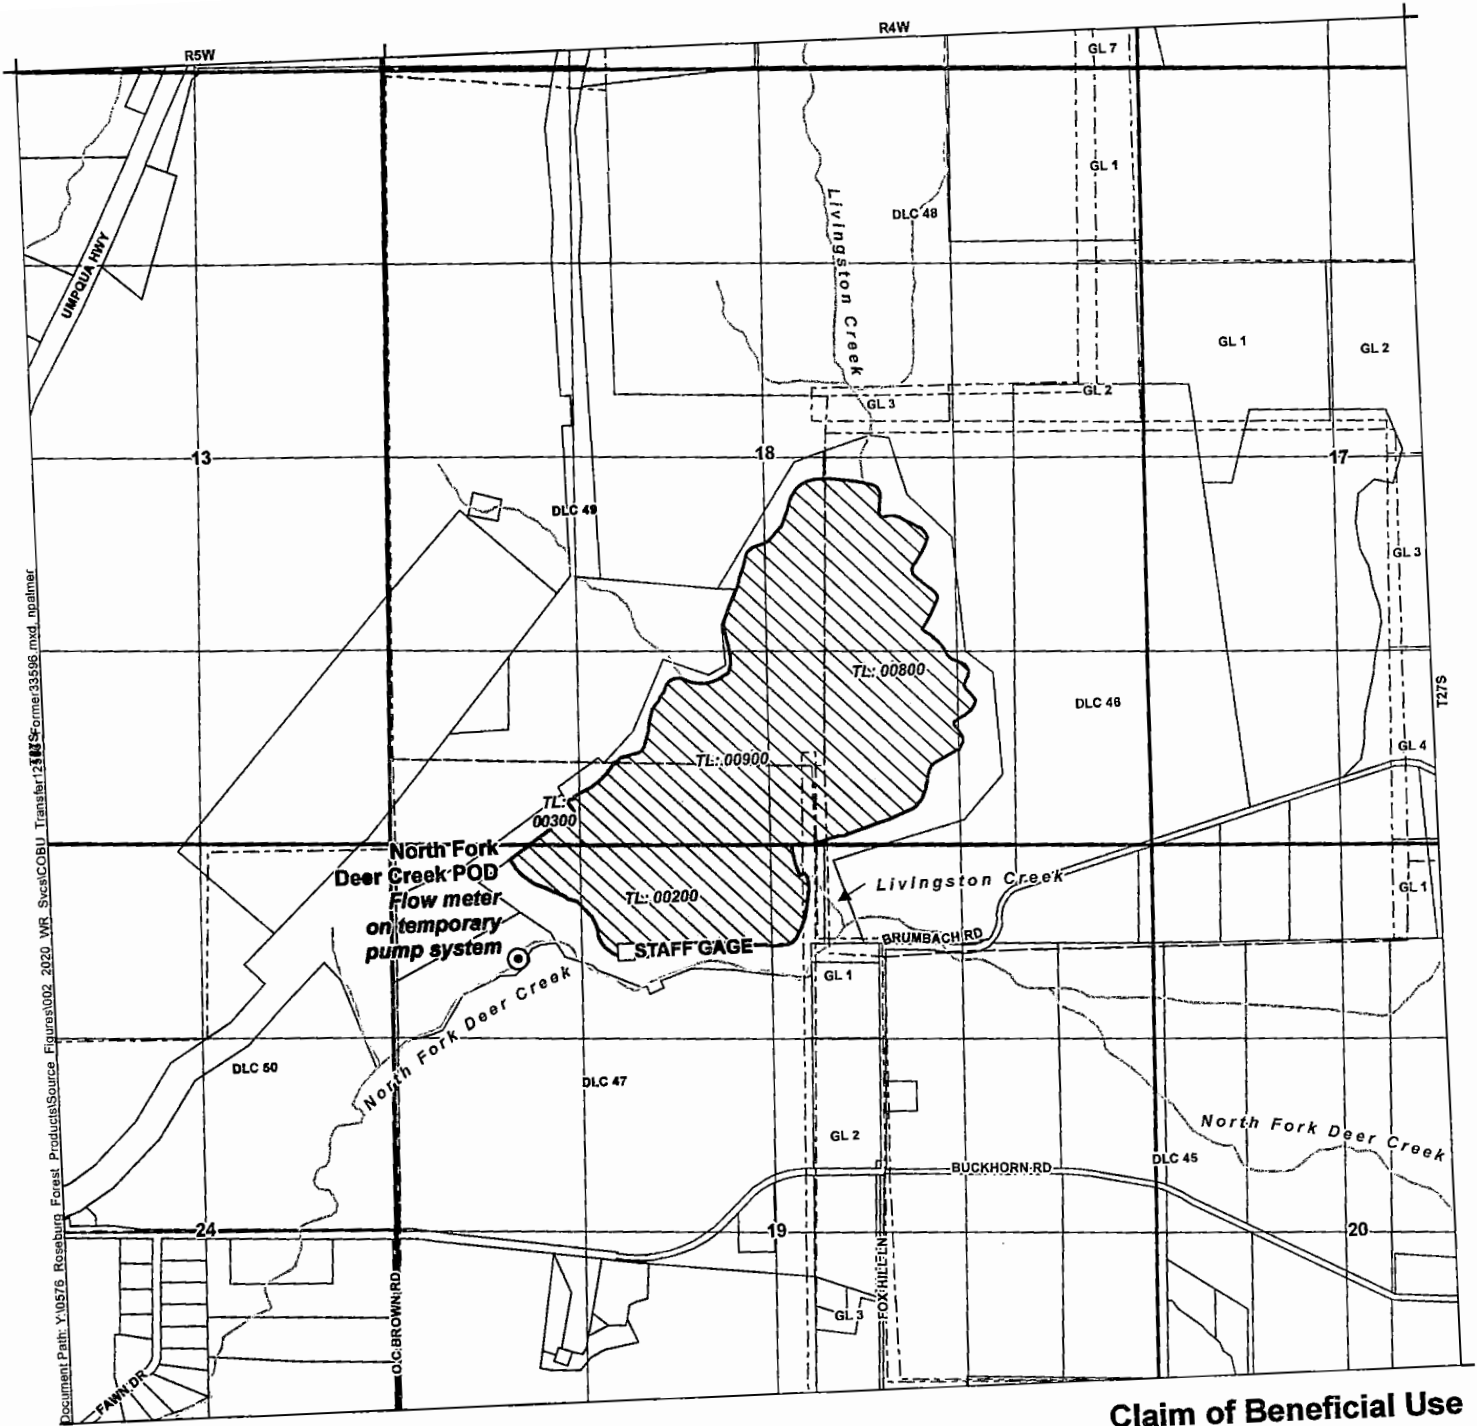 R5W
R4W
GL 7
GL 1
DLC 48
Livingston Creek
UMPQUA HWY
GL 1
GL 2
GL 2
GL 3
13
18
17
DLC 49
GL 3
TL: 00800
DLC 46
T27S
GL 4
TL: 00900
TL:
00300
North Fork
Deer Creek POD
Flow meter
on temporary
pump system
TL: 00200
Livingston Creek
GL 1
STAFF GAGE
BRUMBACH RD
GL 1
North Fork Deer Creek
DLC 50
DLC 47
GL 2
North Fork Deer Creek
BUCKHORN RD
DLC 45
24
19
20
O.C.BROWN RD
FOX HILL LN
GL 3
FAWN DR
Document Path: Y:\0576 Roseburg Forest Products\Source Figures\002 2020 WR Svcs\COBU Transfer
Former33596.mxd, npalmer
Claim of Beneficial Use